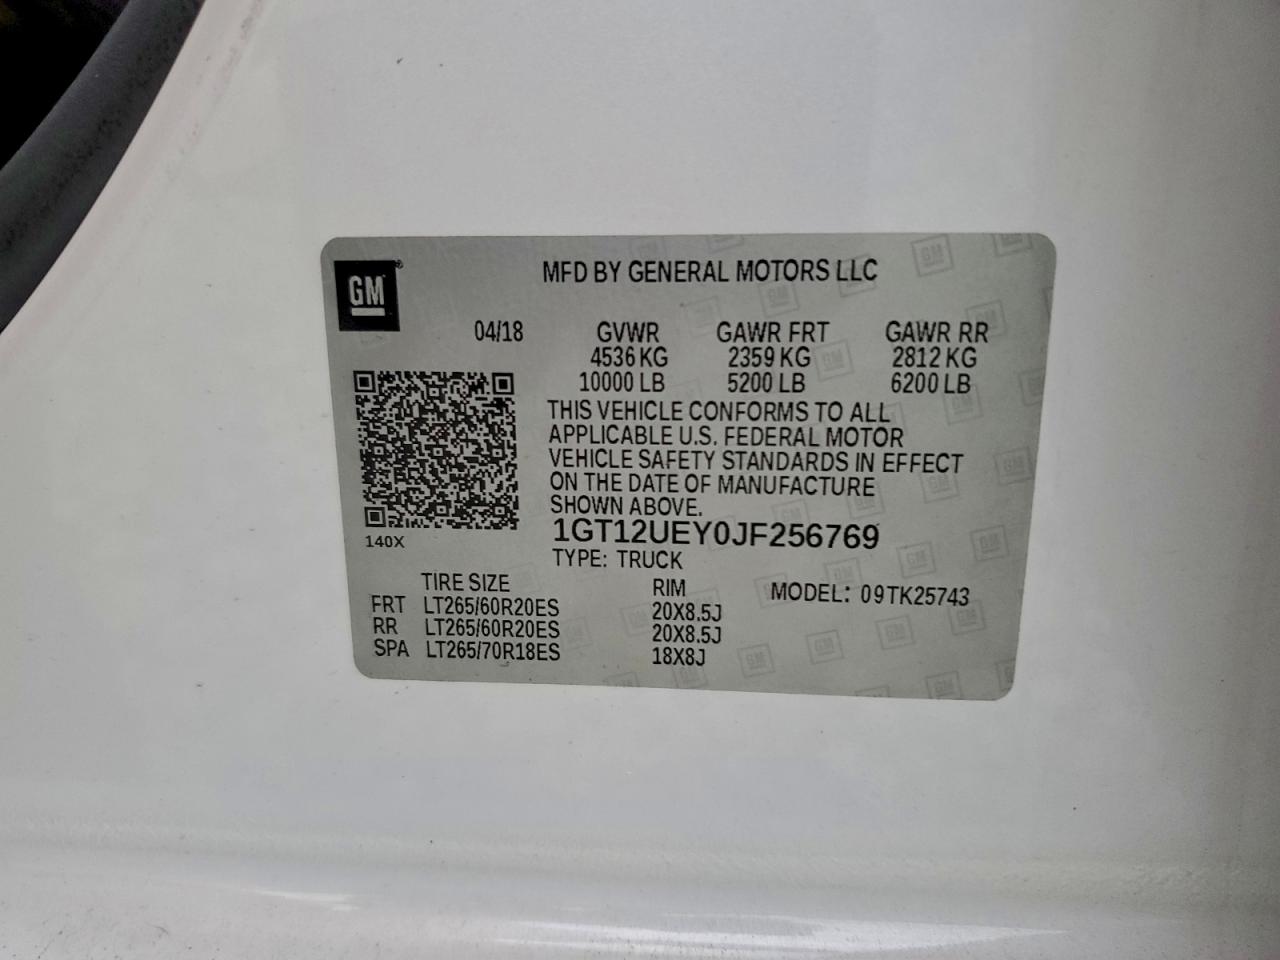 GM®
MFD BY GENERAL MOTORS LLC
04/18 GVWR GAWR FRT GAWR RR
4536 KG 2359 KG 2812 KG
10000 LB 5200 LB 6200 LB
THIS VEHICLE CONFORMS TO ALL
APPLICABLE U.S. FEDERAL MOTOR
VEHICLE SAFETY STANDARDS IN EFFECT
ON THE DATE OF MANUFACTURE
SHOWN ABOVE.
1GT12UEY0JF256769
140X
TYPE: TRUCK
TIRE SIZE RIM MODEL: 09TK25743
FRT LT265/60R20ES 20X8.5J
RR LT265/60R20ES 20X8.5J
SPA LT265/70R18ES 18X8J